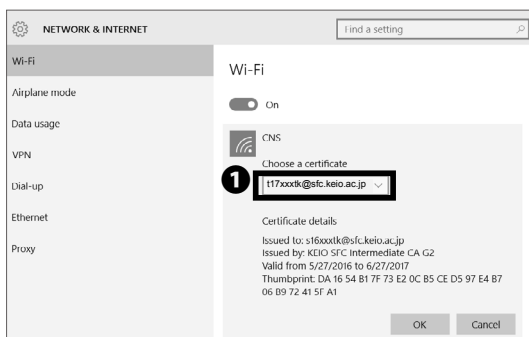 NETWORK & INTERNET
Find a setting
Wi-Fi
Airplane mode
Data usage
VPN
Dial-up
Ethernet
Proxy
Wi-Fi
On
CNS
Choose a certificate
1
t17xxxtk@sfc.keio.ac.jp
Certificate details
Issued to: s16xxxtk@sfc.keio.ac.jp
Issued by: KEIO SFC Intermediate CA G2
Valid from 5/27/2016 to 6/27/2017
Thumbprint: DA 16 54 B1 7F 73 E2 0C B5 CE D5 97 E4 B7
06 B9 72 41 5F A1
OK
Cancel